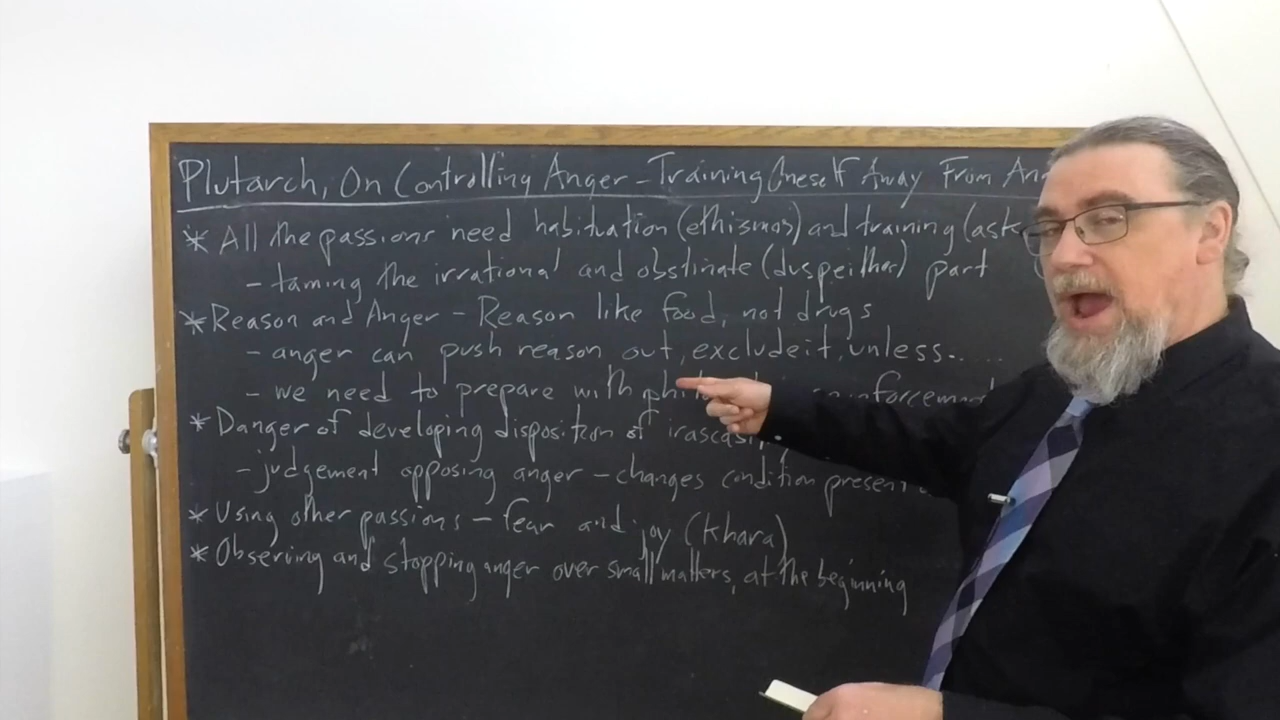 Plutarch, On Controlling Anger - Training Oneself Away From An
* All the passions need habituation (ethismos) and training (aske
- taming the irrational and obstinate (duspeithes) part (
* Reason and Anger - Reason like food, not drugs
- anger can push reason out, exclude it, unless.....
- we need to prepare with
* Danger of developing disposition of
- judgement opposing anger - changes condition present
* Using other passions - fear and joy (khara)
* Observing and stopping anger over small matters, at the beginning